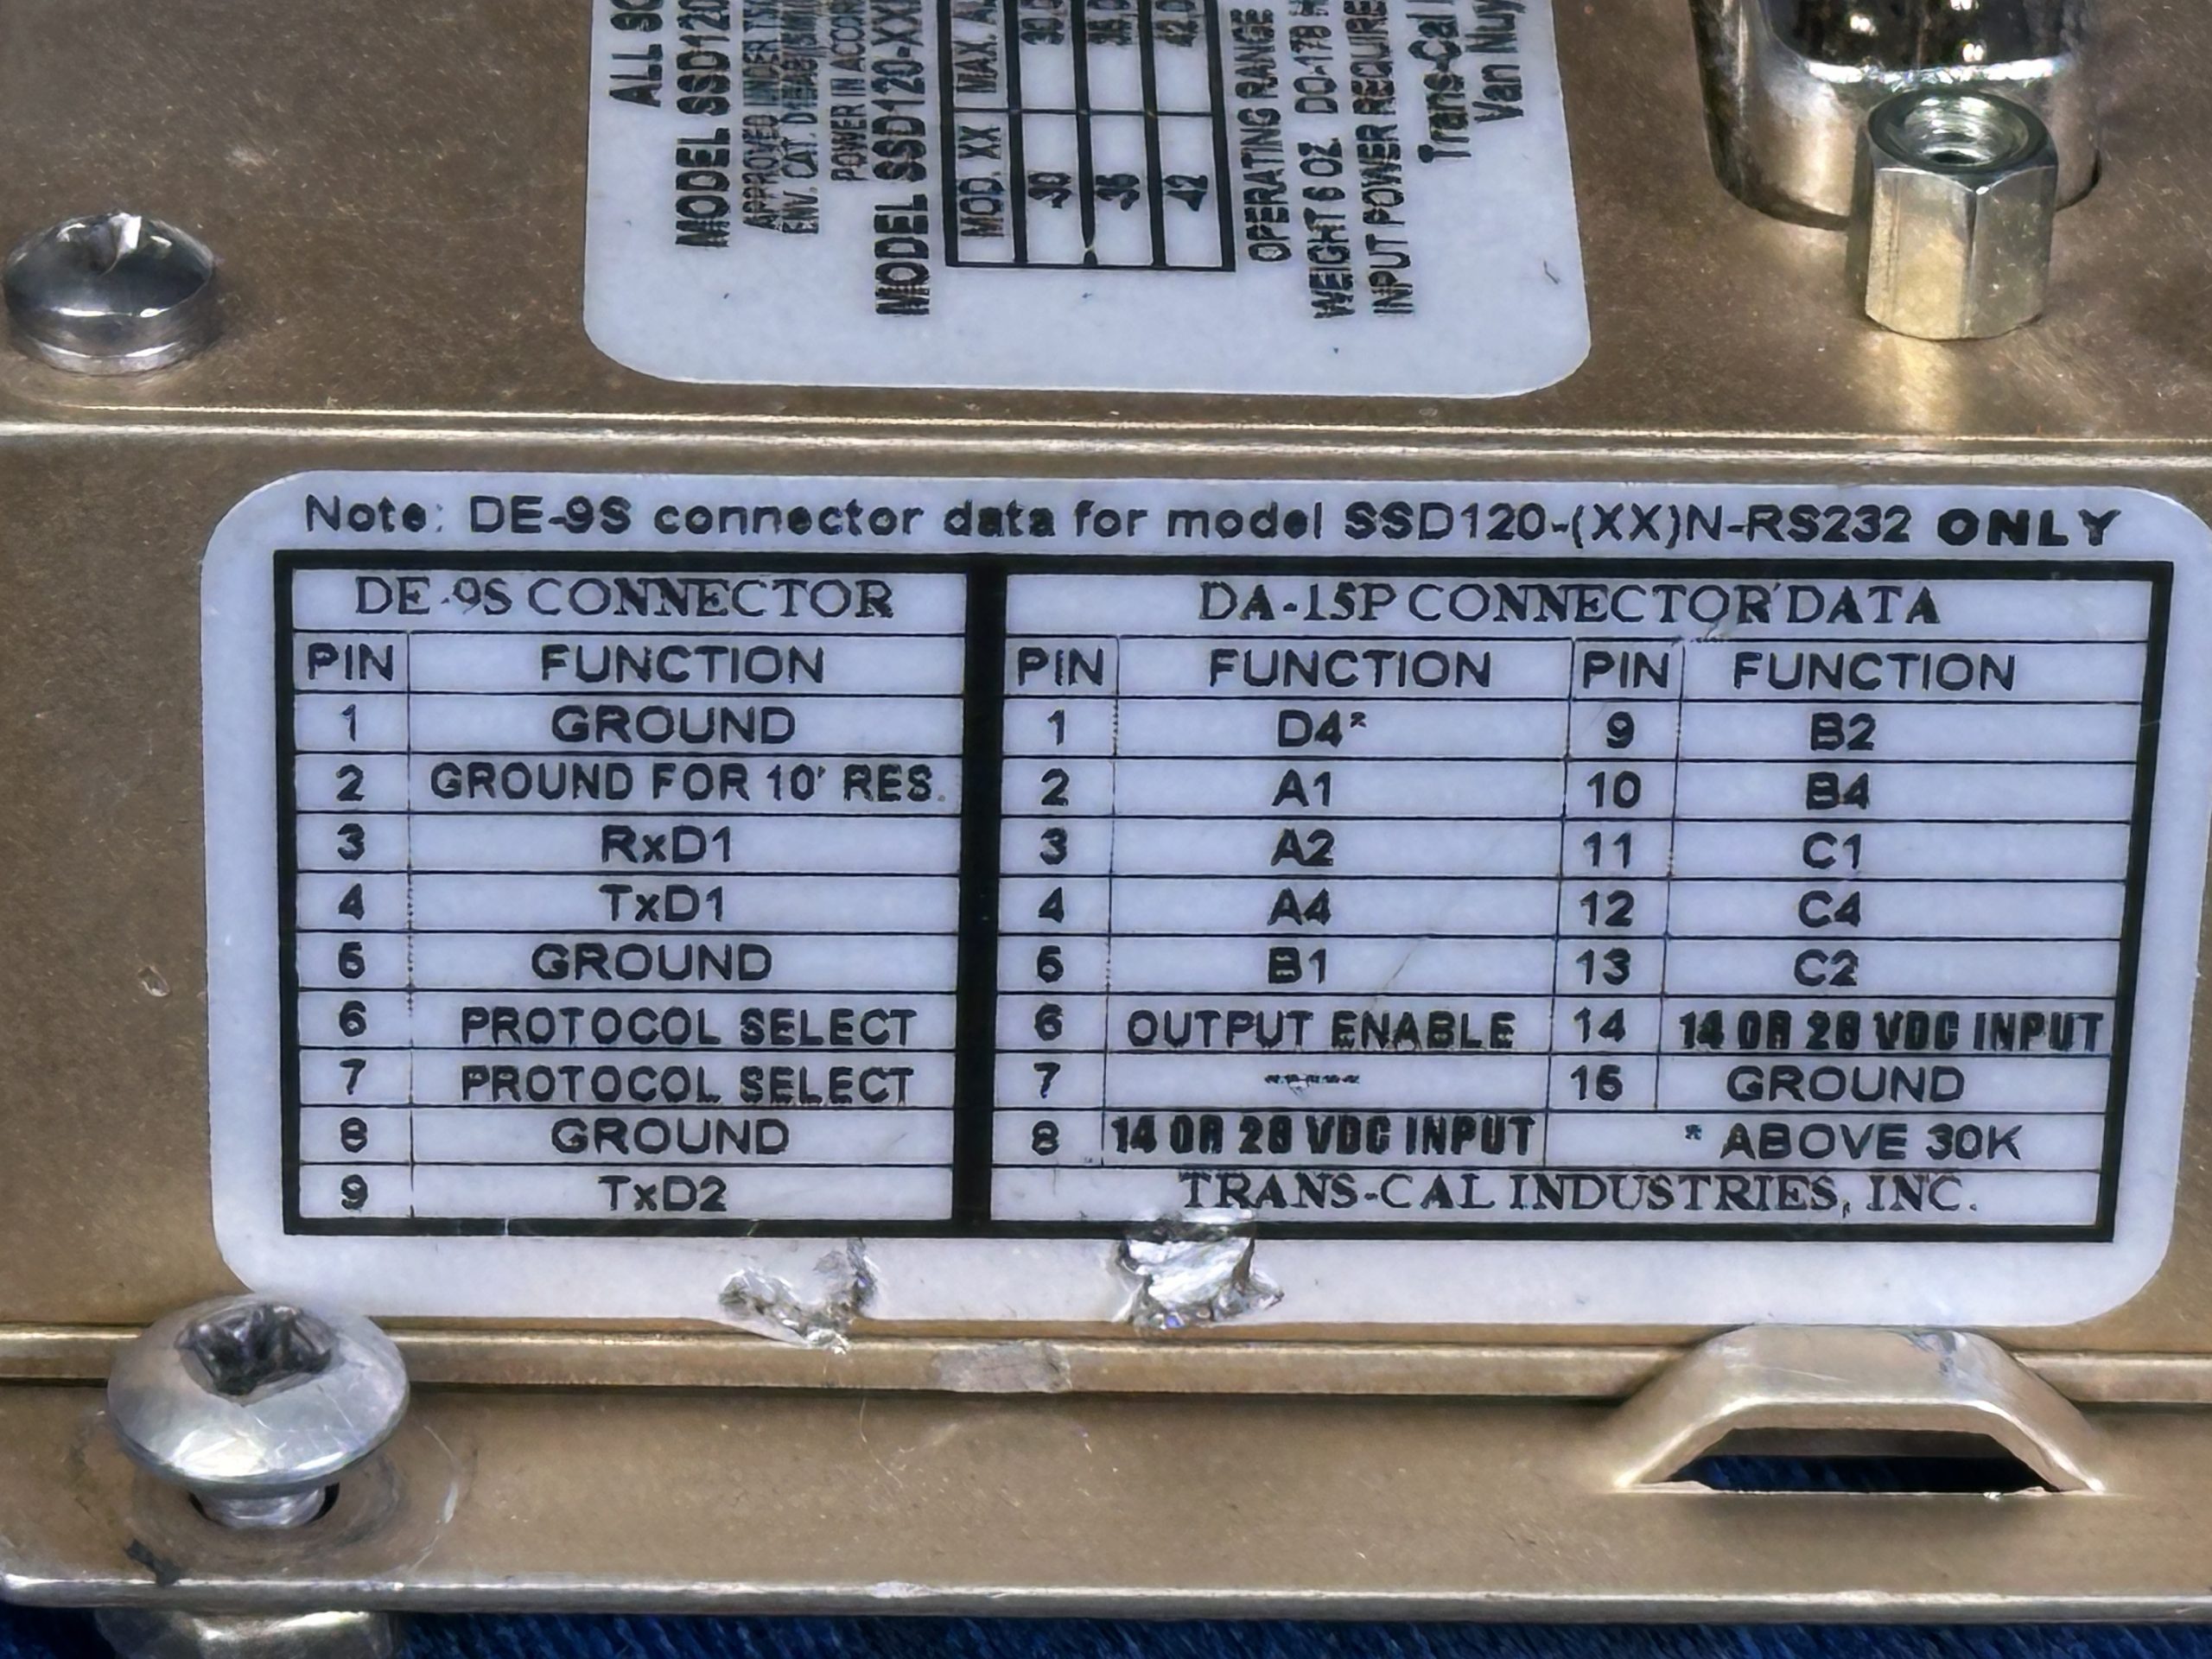 ALL
MODEL SSD120
APPROVED UNDER
ENV. CAT.
POWER IN
MODEL SSD120-XX
MOD. XX MAX.
30
35
42
OPERATING RANGE
WEIGHT 6 OZ. DO-178
INPUT POWER
Trans-Cal
Van
Note: DE-9S connector data for model SSD120-(XX)N-RS232 ONLY
DE-9S CONNECTOR DA-15P CONNECTOR DATA
PIN FUNCTION PIN FUNCTION PIN FUNCTION
1 GROUND 1 D4* 9 B2
2 GROUND FOR 10' RES. 2 A1 10 B4
3 RxD1 3 A2 11 C1
4 TxD1 4 A4 12 C4
5 GROUND 5 B1 13 C2
6 PROTOCOL SELECT 6 OUTPUT ENABLE 14 14 OR 28 VDC INPUT
7 PROTOCOL SELECT 7 ----- 15 GROUND
8 GROUND 8 14 OR 28 VDC INPUT * ABOVE 30K
9 TxD2 TRANS-CAL INDUSTRIES, INC.